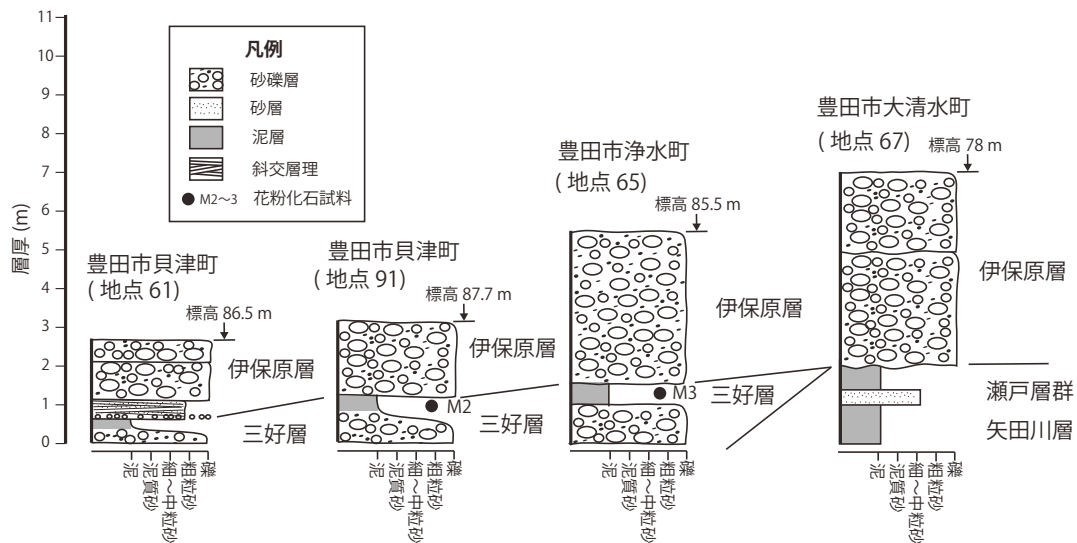 11
10
9
8
7
6
5
4
3
2
1
0
層厚 (m)
凡例
砂礫層
砂層
泥層
斜交層理
M2〜3 花粉化石試料
豊田市貝津町
( 地点 61)
標高 86.5 m
伊保原層
三好層
泥
泥質砂
細〜中粒砂
粗粒砂
礫
豊田市貝津町
( 地点 91)
標高 87.7 m
伊保原層
M2
三好層
泥
泥質砂
細〜中粒砂
粗粒砂
礫
豊田市浄水町
( 地点 65)
標高 85.5 m
伊保原層
M3
三好層
泥
泥質砂
細〜中粒砂
粗粒砂
礫
豊田市大清水町
( 地点 67)
標高 78 m
伊保原層
瀬戸層群
矢田川層
泥
泥質砂
細〜中粒砂
粗粒砂
礫